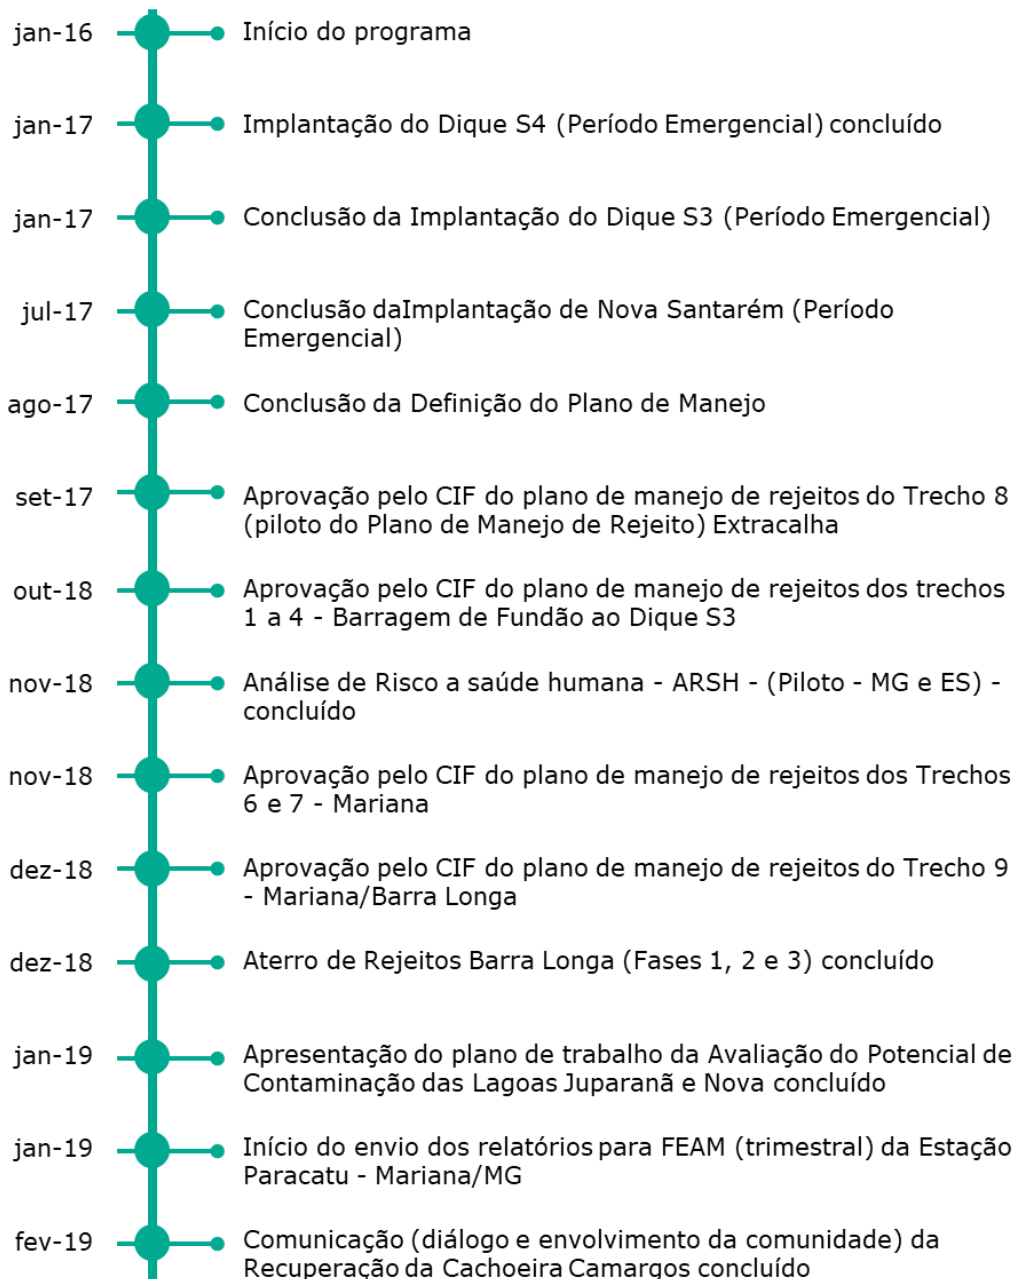 jan-16 Início do programa
jan-17 Implantação do Dique S4 (Período Emergencial) concluído
jan-17 Conclusão da Implantação do Dique S3 (Período Emergencial)
jul-17 Conclusão daImplantação de Nova Santarém (Período
Emergencial)
ago-17 Conclusão da Definição do Plano de Manejo
set-17 Aprovação pelo CIF do plano de manejo de rejeitos do Trecho 8
(piloto do Plano de Manejo de Rejeito) Extracalha
out-18 Aprovação pelo CIF do plano de manejo de rejeitos dos trechos
1 a 4 - Barragem de Fundão ao Dique S3
nov-18 Análise de Risco a saúde humana - ARSH - (Piloto - MG e ES) -
concluído
nov-18 Aprovação pelo CIF do plano de manejo de rejeitos dos Trechos
6 e 7 - Mariana
dez-18 Aprovação pelo CIF do plano de manejo de rejeitos do Trecho 9
- Mariana/Barra Longa
dez-18 Aterro de Rejeitos Barra Longa (Fases 1, 2 e 3) concluído
jan-19 Apresentação do plano de trabalho da Avaliação do Potencial de
Contaminação das Lagoas Juparanã e Nova concluído
jan-19 Início do envio dos relatórios para FEAM (trimestral) da Estação
Paracatu - Mariana/MG
fev-19 Comunicação (diálogo e envolvimento da comunidade) da
Recuperação da Cachoeira Camargos concluído